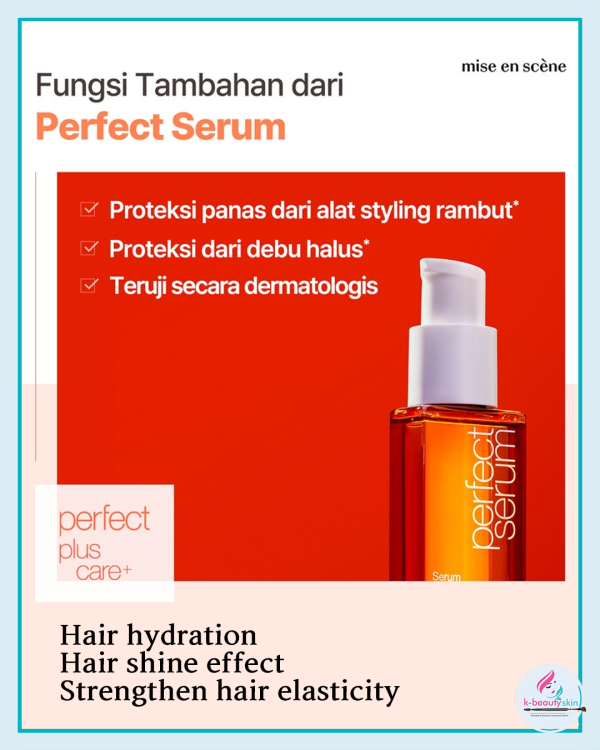 mise en scène
Fungsi Tambahan dari
Perfect Serum
Proteksi panas dari alat styling rambut*
Proteksi dari debu halus*
Teruji secara dermatologis
perfect
serum
Serum
perfect
plus
care+
Hair hydration
Hair shine effect
Strengthen hair elasticity
k-beautyskin